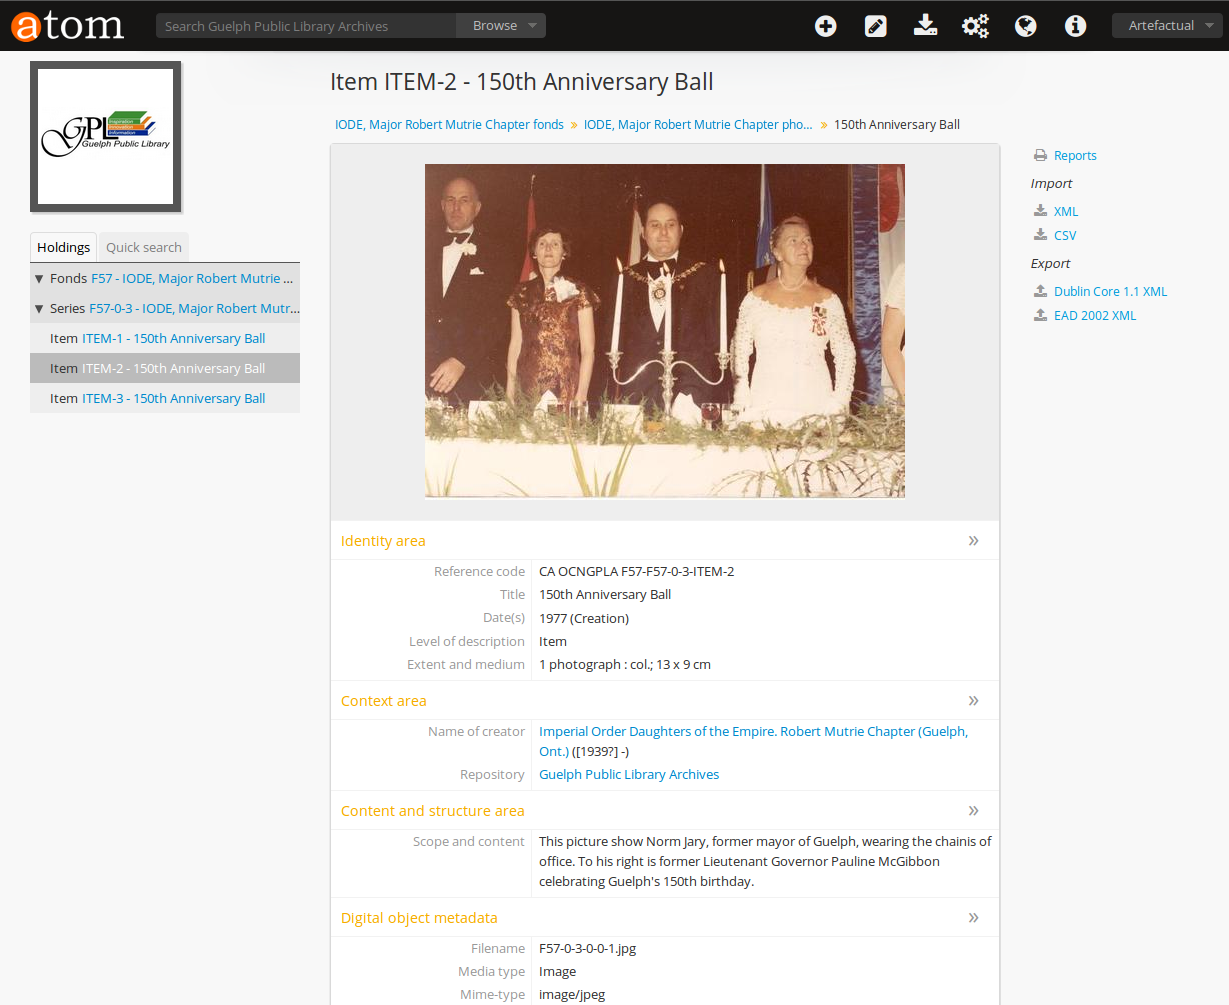 atom
Search Guelph Public Library Archives
Browse
Artefactual
GPL
Inspiration
Innovation
Information
Guelph Public Library
Holdings
Quick search
Fonds F57 - IODE, Major Robert Mutrie ...
Series F57-0-3 - IODE, Major Robert Mutr...
Item ITEM-1 - 150th Anniversary Ball
Item ITEM-2 - 150th Anniversary Ball
Item ITEM-3 - 150th Anniversary Ball
Item ITEM-2 - 150th Anniversary Ball
IODE, Major Robert Mutrie Chapter fonds » IODE, Major Robert Mutrie Chapter pho... » 150th Anniversary Ball
Identity area »
Reference code CA OCNGPLA F57-F57-0-3-ITEM-2
Title 150th Anniversary Ball
Date(s) 1977 (Creation)
Level of description Item
Extent and medium 1 photograph : col.; 13 x 9 cm
Context area »
Name of creator Imperial Order Daughters of the Empire. Robert Mutrie Chapter (Guelph,
Ont.) ([1939?] -)
Repository Guelph Public Library Archives
Content and structure area »
Scope and content This picture show Norm Jary, former mayor of Guelph, wearing the chainis of
office. To his right is former Lieutenant Governor Pauline McGibbon
celebrating Guelph's 150th birthday.
Digital object metadata »
Filename F57-0-3-0-0-1.jpg
Media type Image
Mime-type image/jpeg
Reports
Import
XML
CSV
Export
Dublin Core 1.1 XML
EAD 2002 XML